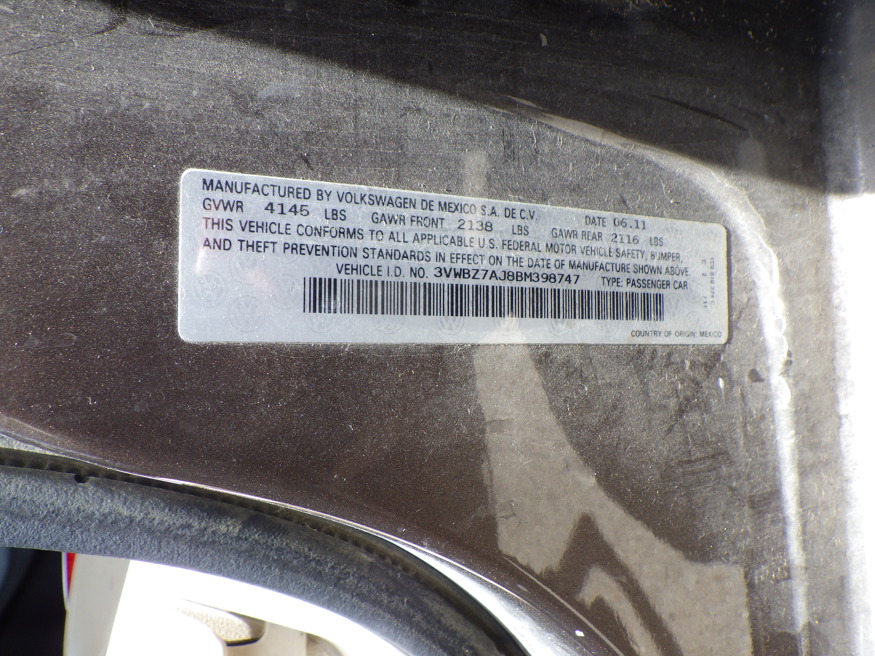 MANUFACTURED BY VOLKSWAGEN DE MEXICO S.A. DE C.V. DATE 06.11
GVWR 4145 LBS GAWR FRONT 2138 LBS GAWR REAR 2116 LBS
THIS VEHICLE CONFORMS TO ALL APPLICABLE U.S. FEDERAL MOTOR VEHICLE SAFETY, BUMPER,
AND THEFT PREVENTION STANDARDS IN EFFECT ON THE DATE OF MANUFACTURE SHOWN ABOVE
VEHICLE I.D. NO. 3VWBZ7AJ8BM398747 TYPE: PASSENGER CAR
COUNTRY OF ORIGIN: MEXICO